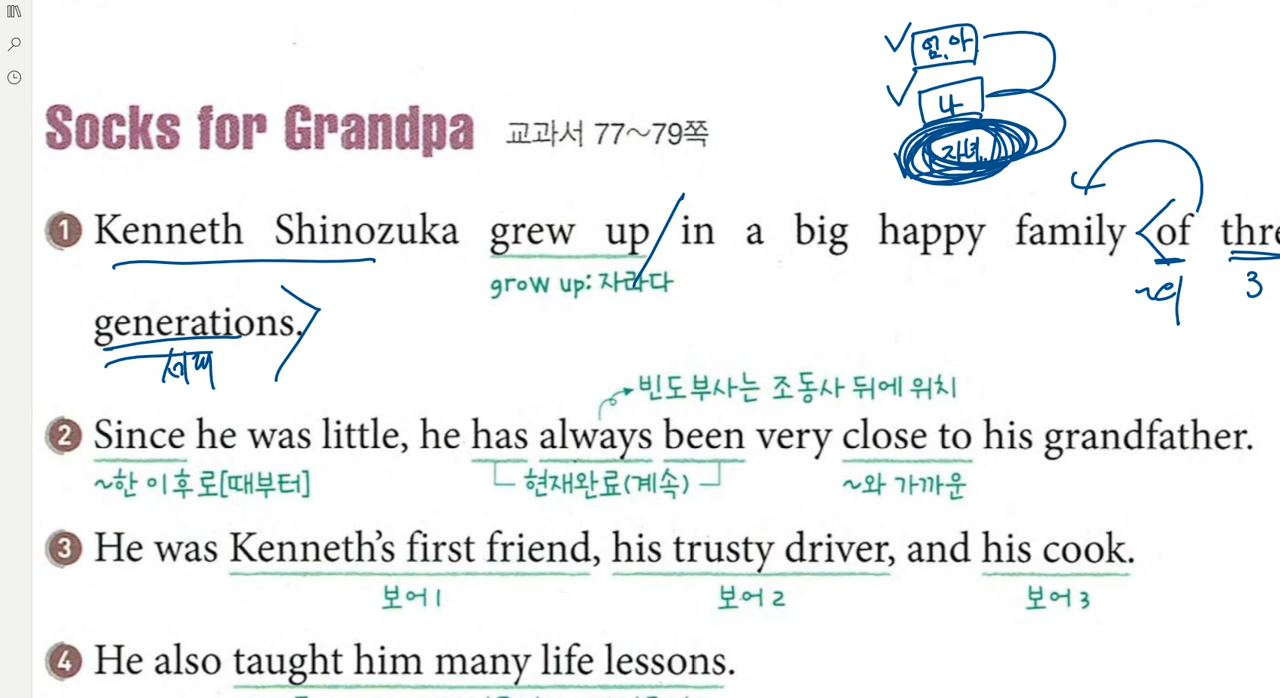 엄.아
나
자녀..
Socks for Grandpa 교과서 77~79쪽
1 Kenneth Shinozuka grew up in a big happy family of thre
grow up: 자라다
~의 3
generations.
세대
빈도부사는 조동사 뒤에 위치
2 Since he was little, he has always been very close to his grandfather.
~한 이후로[때부터] 현재완료(계속) ~와 가까운
3 He was Kenneth's first friend, his trusty driver, and his cook.
보어 1 보어 2 보어 3
4 He also taught him many life lessons.